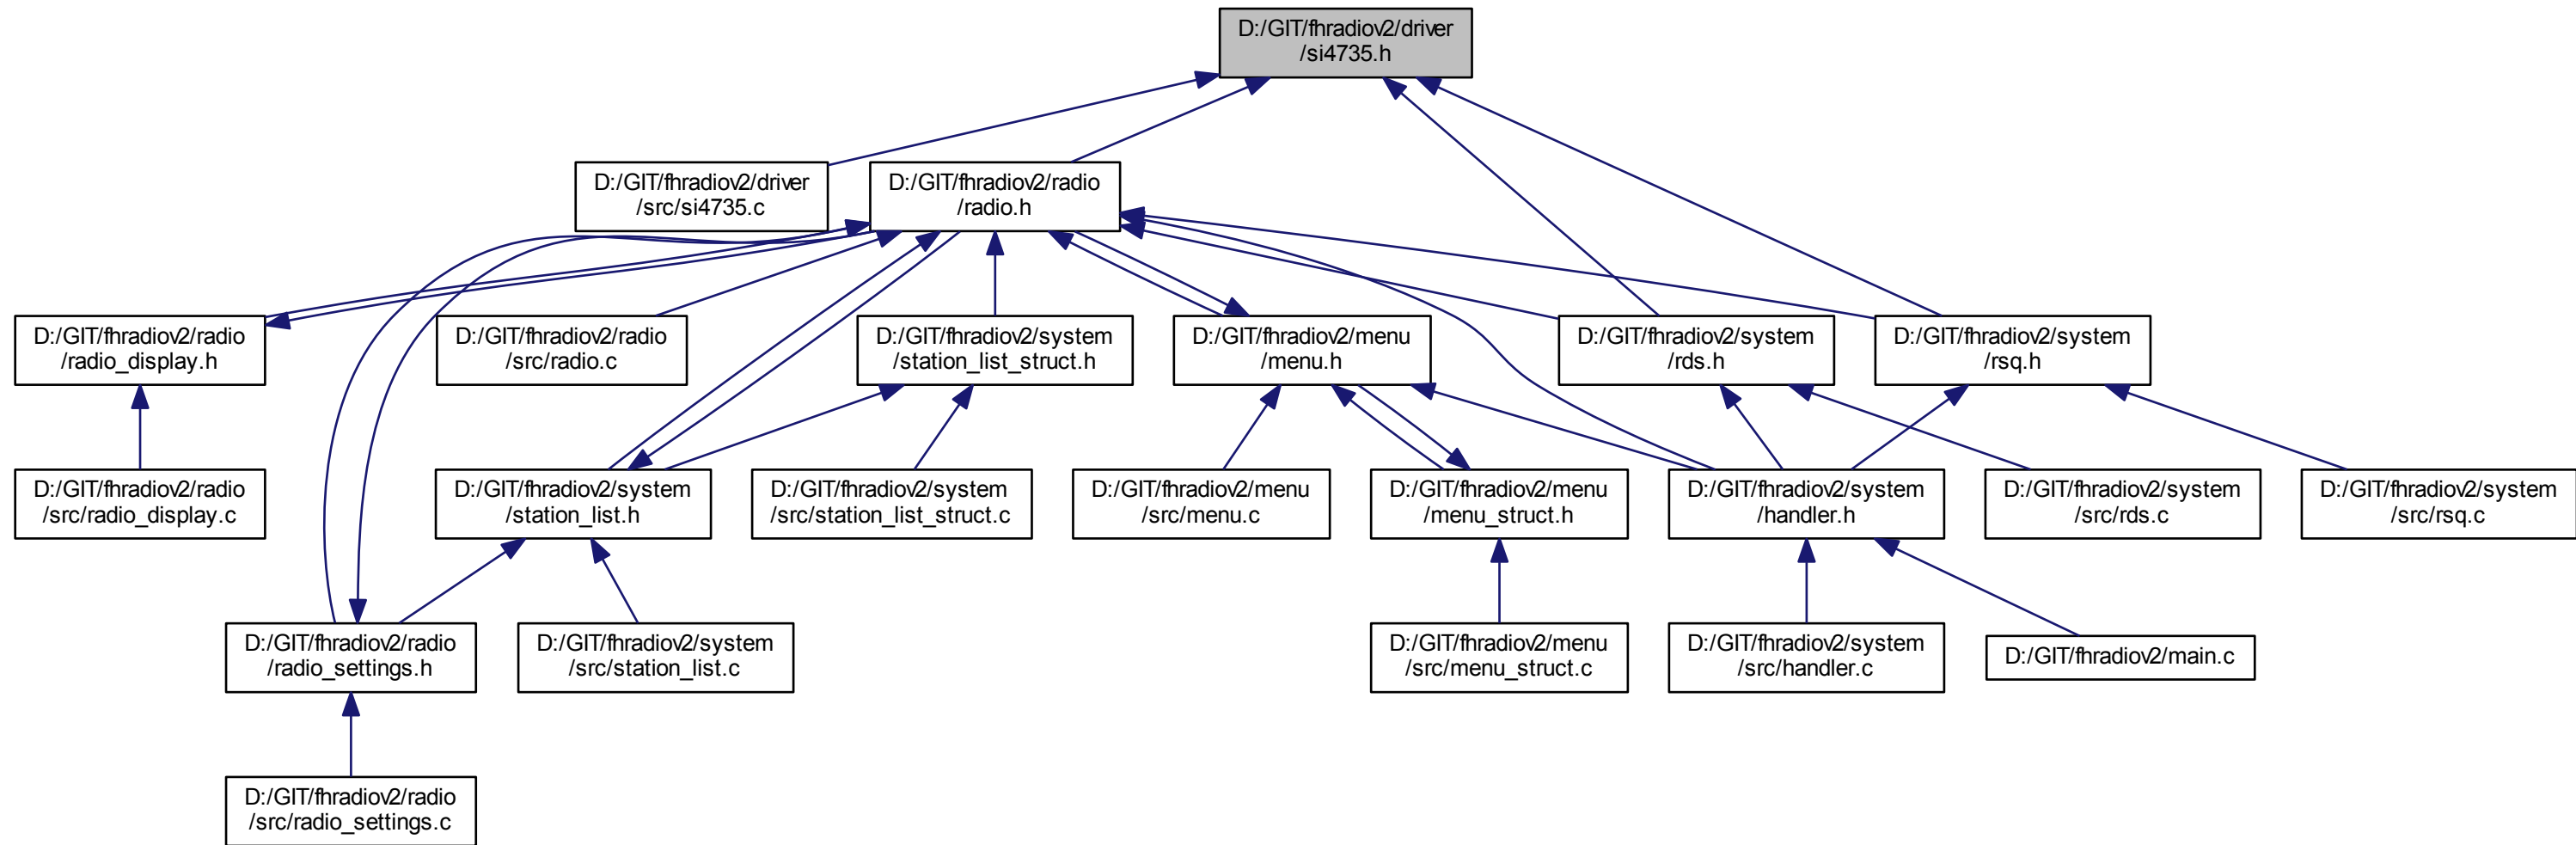 D:/GIT/fhradiov2/driver
/si4735.h
D:/GIT/fhradiov2/driver
/src/si4735.c
D:/GIT/fhradiov2/radio
/radio.h
D:/GIT/fhradiov2/radio
/radio_display.h
D:/GIT/fhradiov2/radio
/src/radio.c
D:/GIT/fhradiov2/system
/station_list_struct.h
D:/GIT/fhradiov2/menu
/menu.h
D:/GIT/fhradiov2/system
/rds.h
D:/GIT/fhradiov2/system
/rsq.h
D:/GIT/fhradiov2/radio
/src/radio_display.c
D:/GIT/fhradiov2/system
/station_list.h
D:/GIT/fhradiov2/system
/src/station_list_struct.c
D:/GIT/fhradiov2/menu
/src/menu.c
D:/GIT/fhradiov2/menu
/menu_struct.h
D:/GIT/fhradiov2/system
/handler.h
D:/GIT/fhradiov2/system
/src/rds.c
D:/GIT/fhradiov2/system
/src/rsq.c
D:/GIT/fhradiov2/radio
/radio_settings.h
D:/GIT/fhradiov2/system
/src/station_list.c
D:/GIT/fhradiov2/menu
/src/menu_struct.c
D:/GIT/fhradiov2/system
/src/handler.c
D:/GIT/fhradiov2/main.c
D:/GIT/fhradiov2/radio
/src/radio_settings.c